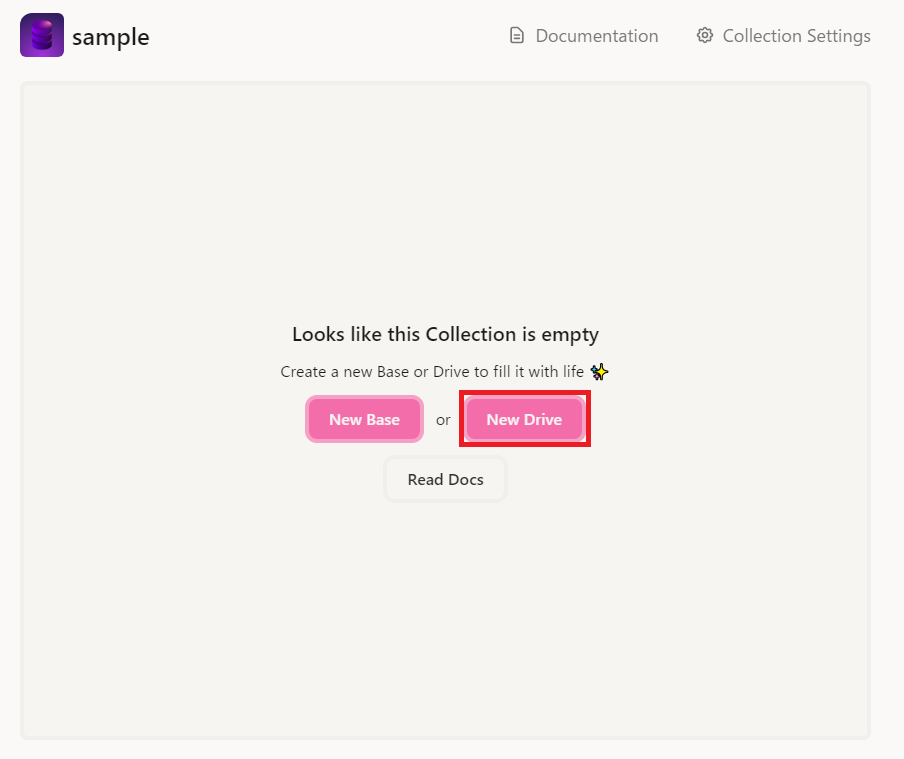 sample
Documentation
Collection Settings
Looks like this Collection is empty
Create a new Base or Drive to fill it with life ✨
New Base or New Drive
Read Docs